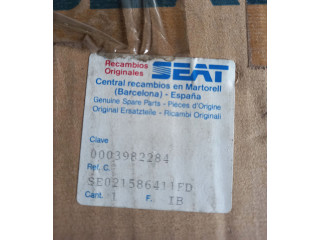 Recambios
Originales
SEAT
Central recambios en Martorell
(Barcelona) - España
Genuine Spare Parts - Pièces d'Origine
Original Ersatzteile - Ricambi Originali
Clave
0003982284
Ref. C.
SE021586411FD
Cant. 1 F. IB